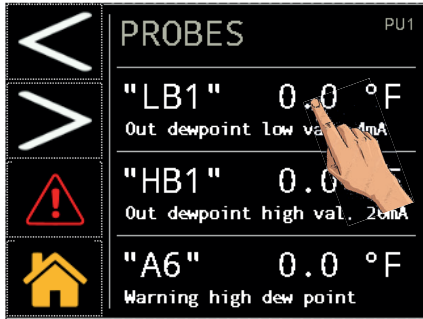 PROBES PU1
"LB1" 0.0 °F
Out dewpoint low 4mA
"HB1" 0.0
Out dewpoint high val. 20mA
"A6" 0.0 °F
Warning high dew point